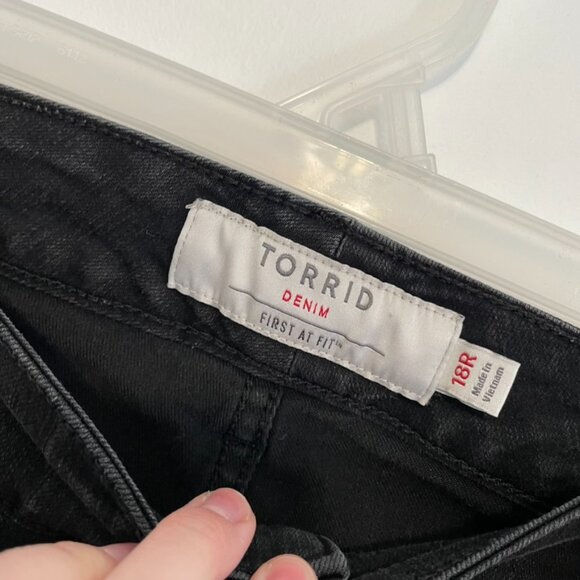 TORRID
DENIM
FIRST AT FIT™
18R
Made in
Vietnam